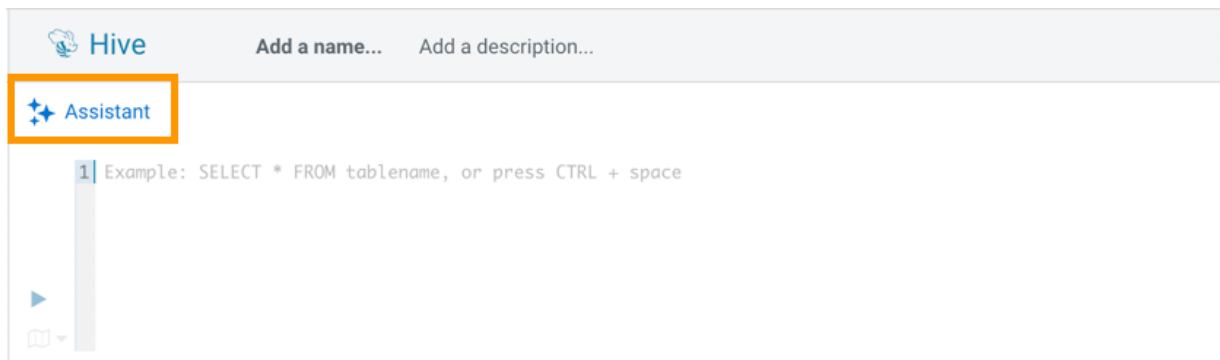 Hive Add a name... Add a description...
Assistant
1 Example: SELECT * FROM tablename, or press CTRL + space